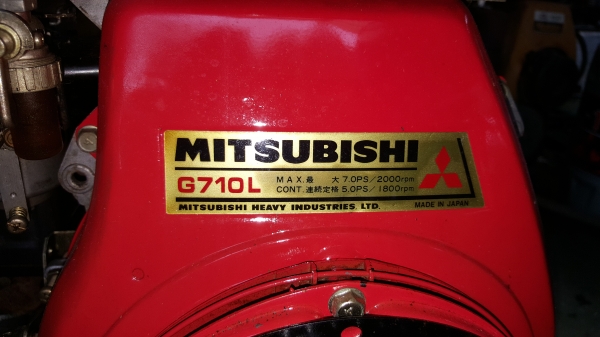 MITSUBISHI
G710L
MAX.最 大 7.0PS/2000rpm
CONT.連続定格 5.0PS/1800rpm
MITSUBISHI HEAVY INDUSTRIES, LTD.
MADE IN JAPAN